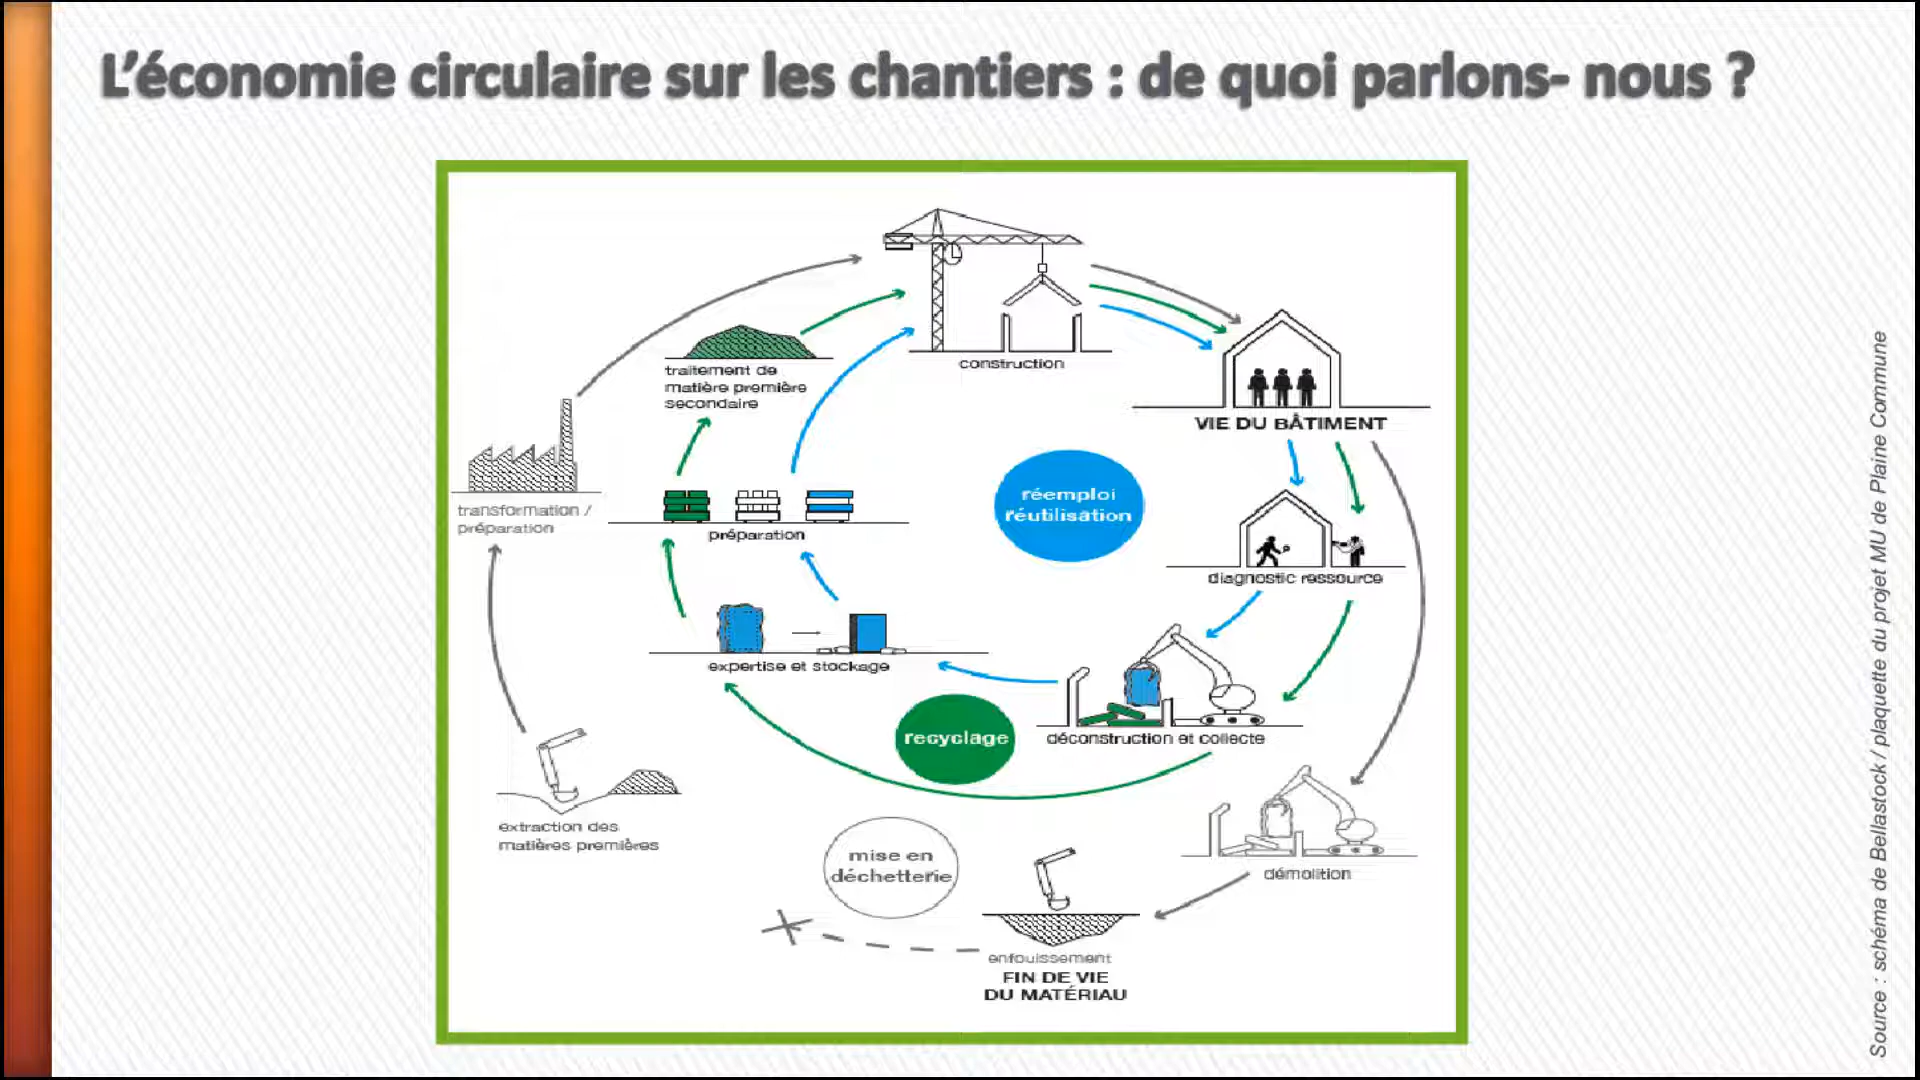 L'économie circulaire sur les chantiers : de quoi parlons- nous ?
construction
traitement de
matière première
secondaire
VIE DU BÂTIMENT
réemploi
réutilisation
transformation /
préparation
préparation
diagnostic ressource
expertise et stockage
recyclage
déconstruction et collecte
extraction des
matières premières
mise en
déchetterie
démolition
enfouissement
FIN DE VIE
DU MATÉRIAU
Source : schéma de Bellastock / plaquette du projet MU de Plaine Commune